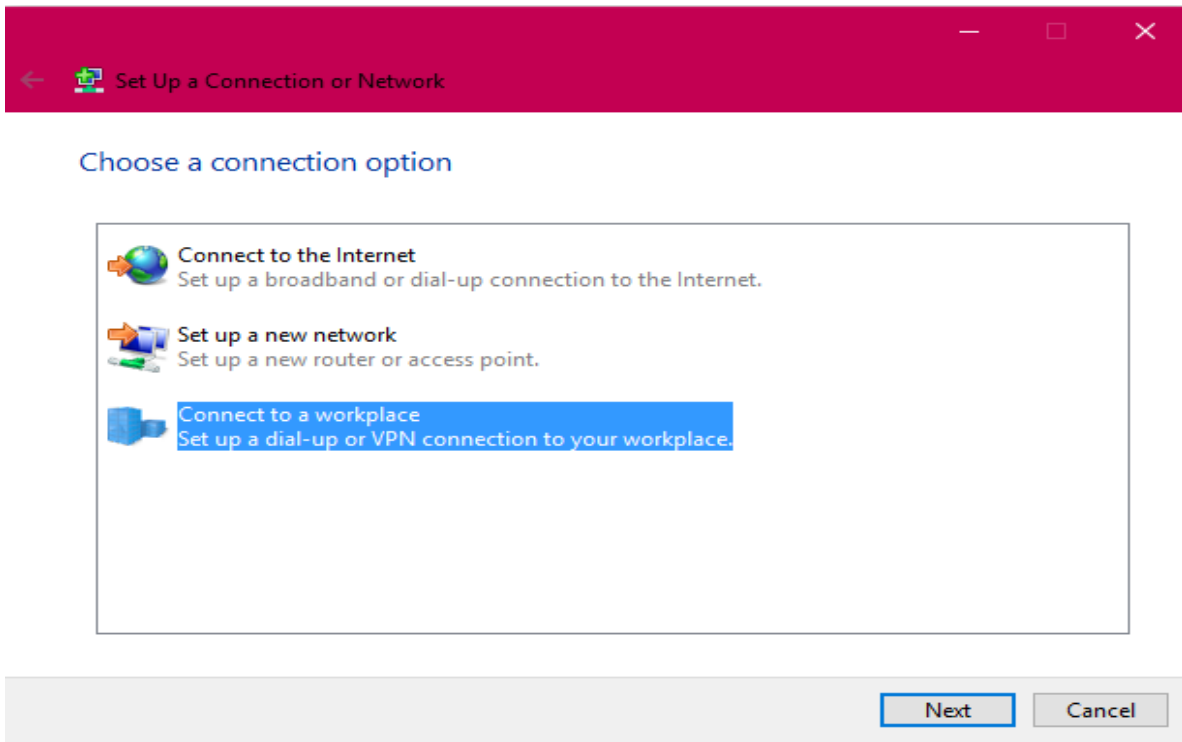 Set Up a Connection or Network
Choose a connection option
Connect to the Internet
Set up a broadband or dial-up connection to the Internet.
Set up a new network
Set up a new router or access point.
Connect to a workplace
Set up a dial-up or VPN connection to your workplace.
Next
Cancel